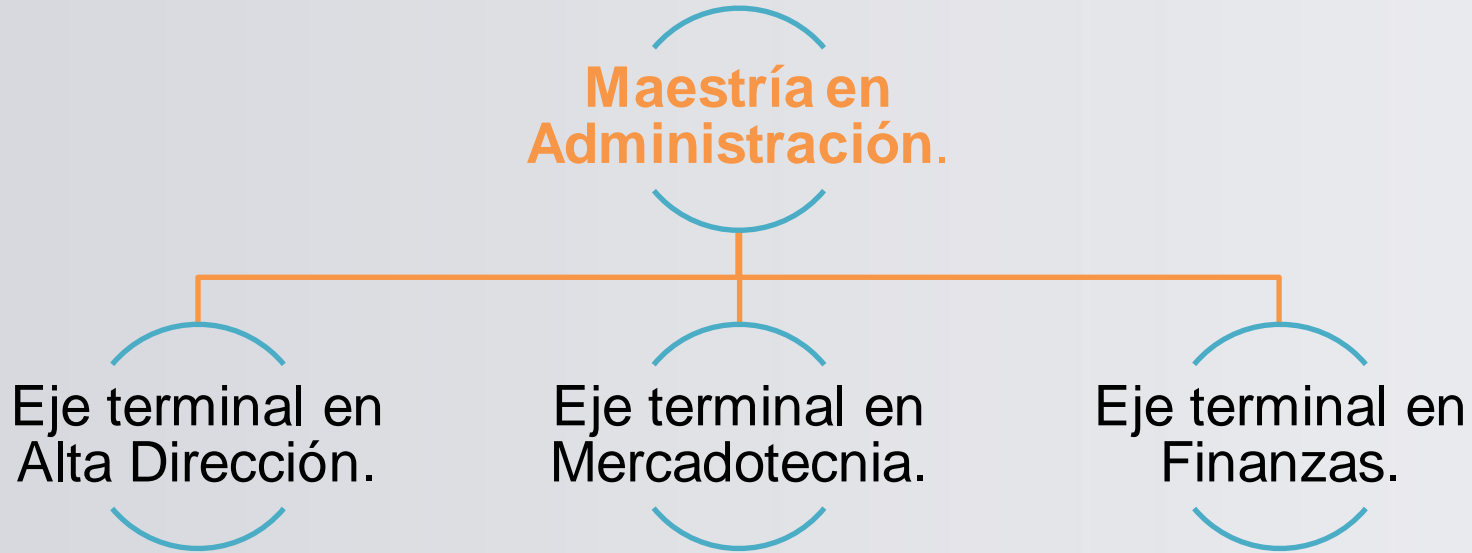 Maestría en
Administración.
Eje terminal en
Alta Dirección.
Eje terminal en
Mercadotecnia.
Eje terminal en
Finanzas.